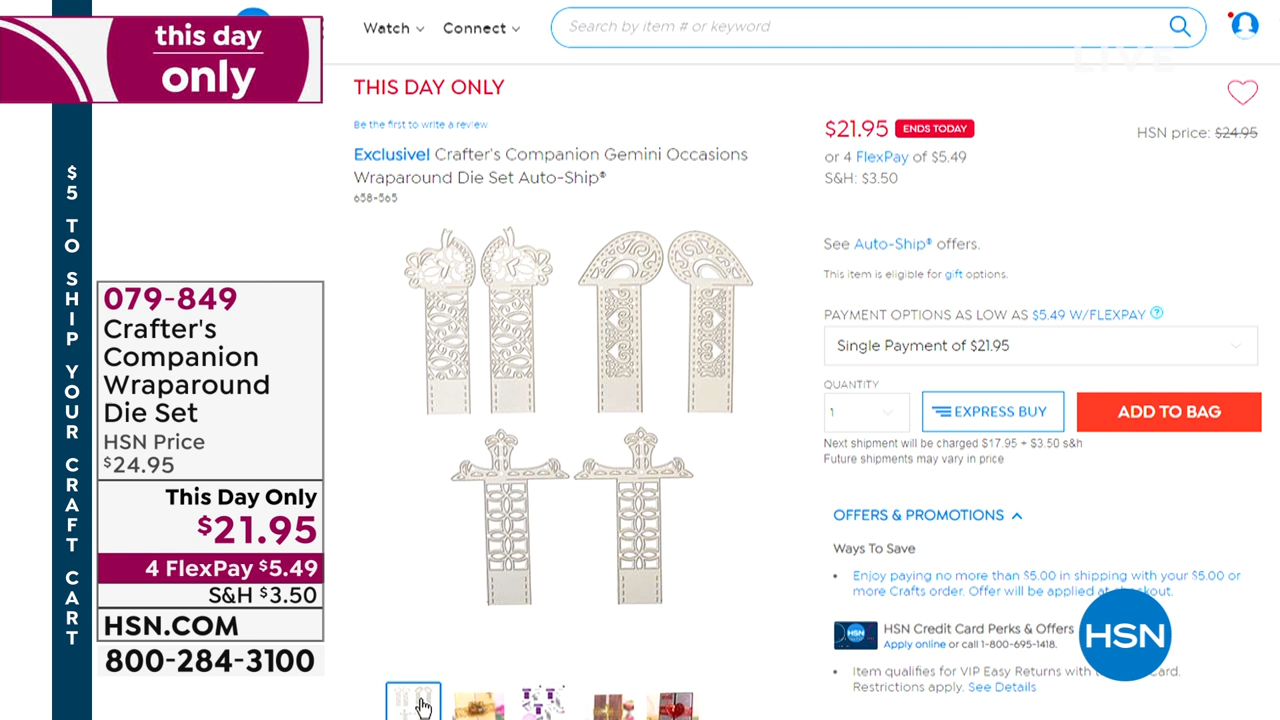 this day
only
$5 TO SHIP YOUR CRAFT CART
079-849
Crafter's
Companion
Wraparound
Die Set
HSN Price
$24.95
This Day Only
$21.95
4 FlexPay $5.49
S&H $3.50
HSN.COM
800-284-3100
Watch
Connect
Search by item # or keyword
LIVE
THIS DAY ONLY
Be the first to write a review
Exclusive! Crafter's Companion Gemini Occasions
Wraparound Die Set Auto-Ship®
658-565
$21.95 ENDS TODAY
HSN price: $24.95
or 4 FlexPay of $5.49
S&H: $3.50
See Auto-Ship® offers.
This item is eligible for gift options.
PAYMENT OPTIONS AS LOW AS $5.49 W/FLEXPAY ?
Single Payment of $21.95
QUANTITY
1
EXPRESS BUY
ADD TO BAG
Next shipment will be charged $17.95 + $3.50 s&h
Future shipments may vary in price
OFFERS & PROMOTIONS
Ways To Save
• Enjoy paying no more than $5.00 in shipping with your $5.00 or
more Crafts order. Offer will be applied at
HSN
HSN Credit Card Perks & Offers
Apply online or call 1-800-695-1418.
HSN
• Item qualifies for VIP Easy Returns with
Restrictions apply. See Details